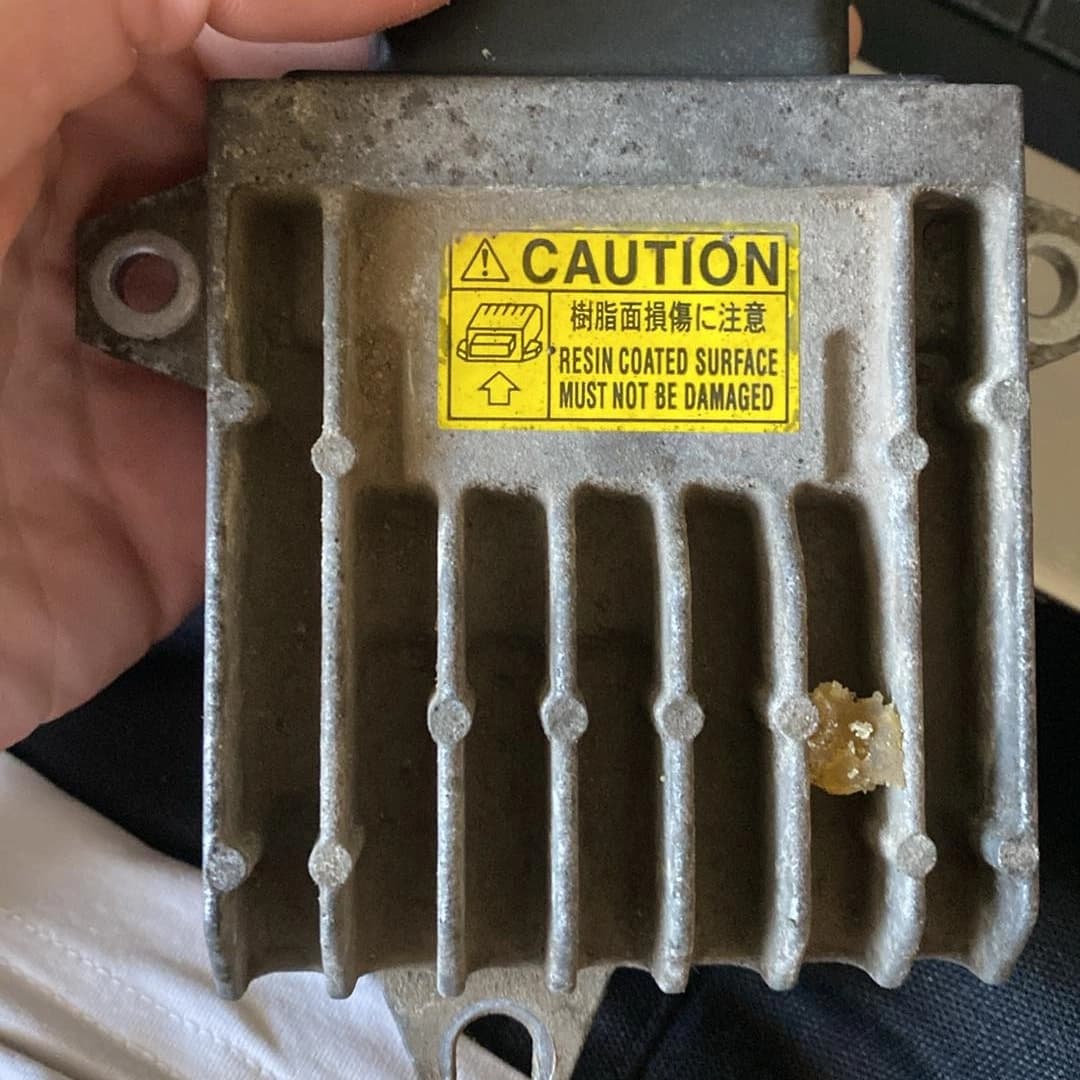 CAUTION
樹脂面損傷に注意
RESIN COATED SURFACE
MUST NOT BE DAMAGED